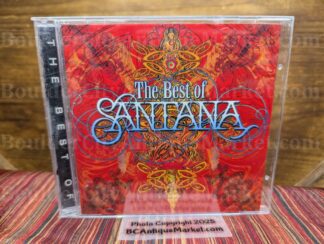 THE BEST OF
The Best of
SANTANA
Photo Copyright 2025
BCAntiqueMarket.com